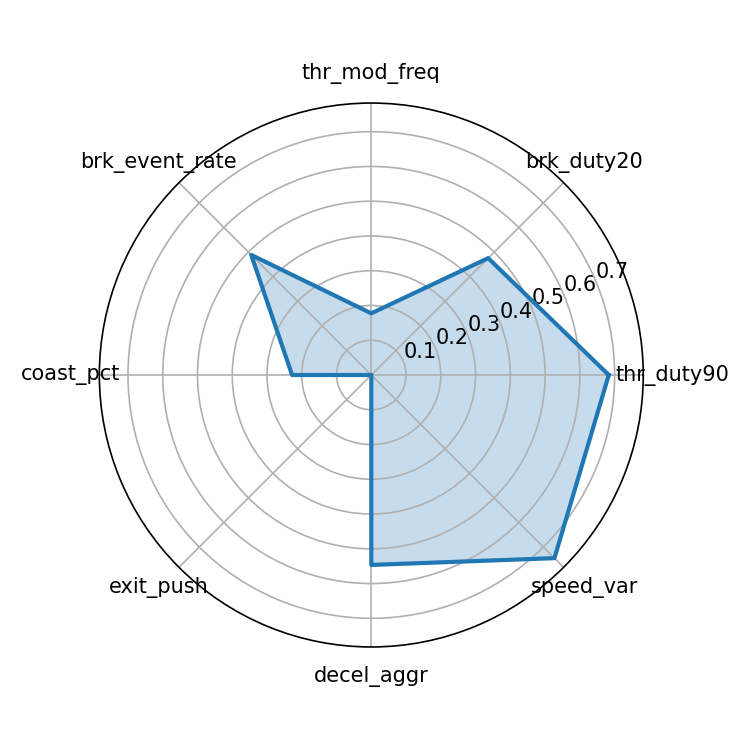 thr_mod_freq
brk_event_rate
brk_duty20
0.7
0.6
0.5
0.4
0.3
0.2
0.1
coast_pct
thr_duty90
exit_push
speed_var
decel_aggr